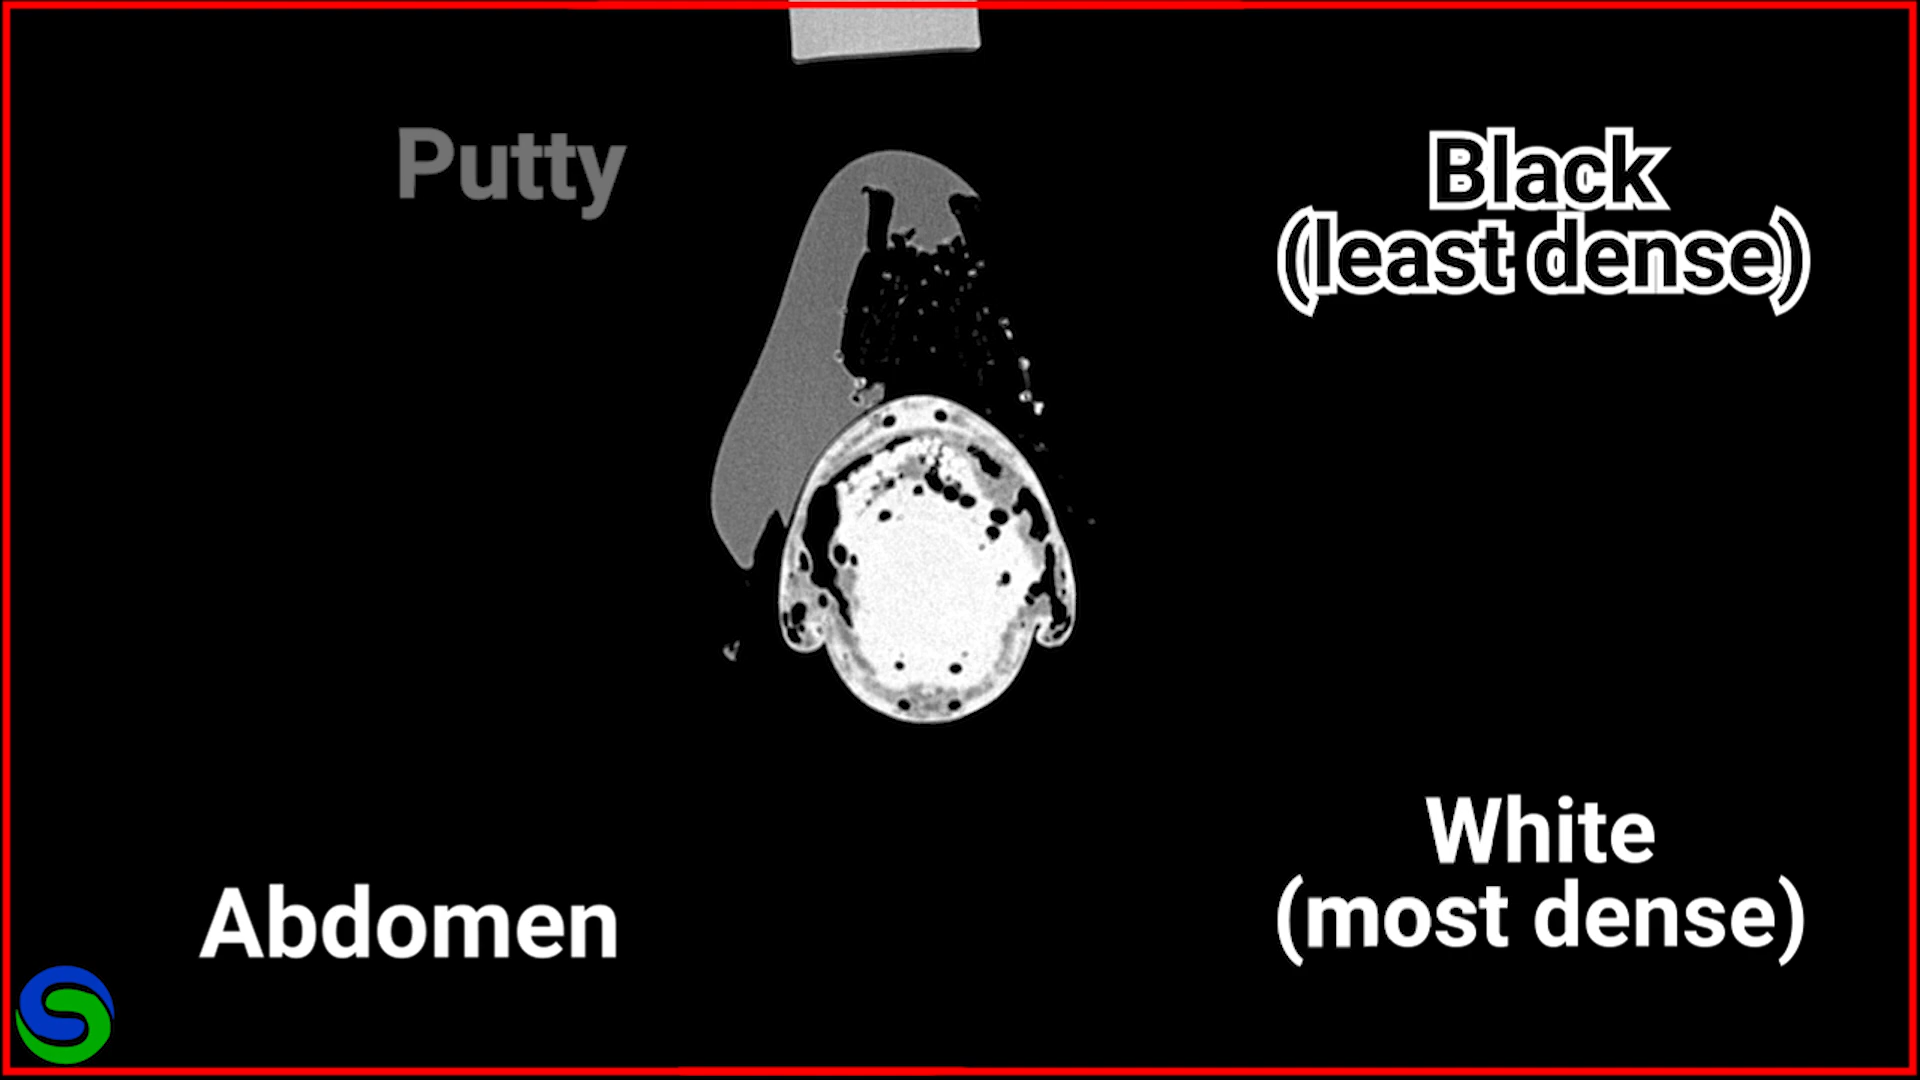 Putty
Black
(least dense)
White
(most dense)
Abdomen